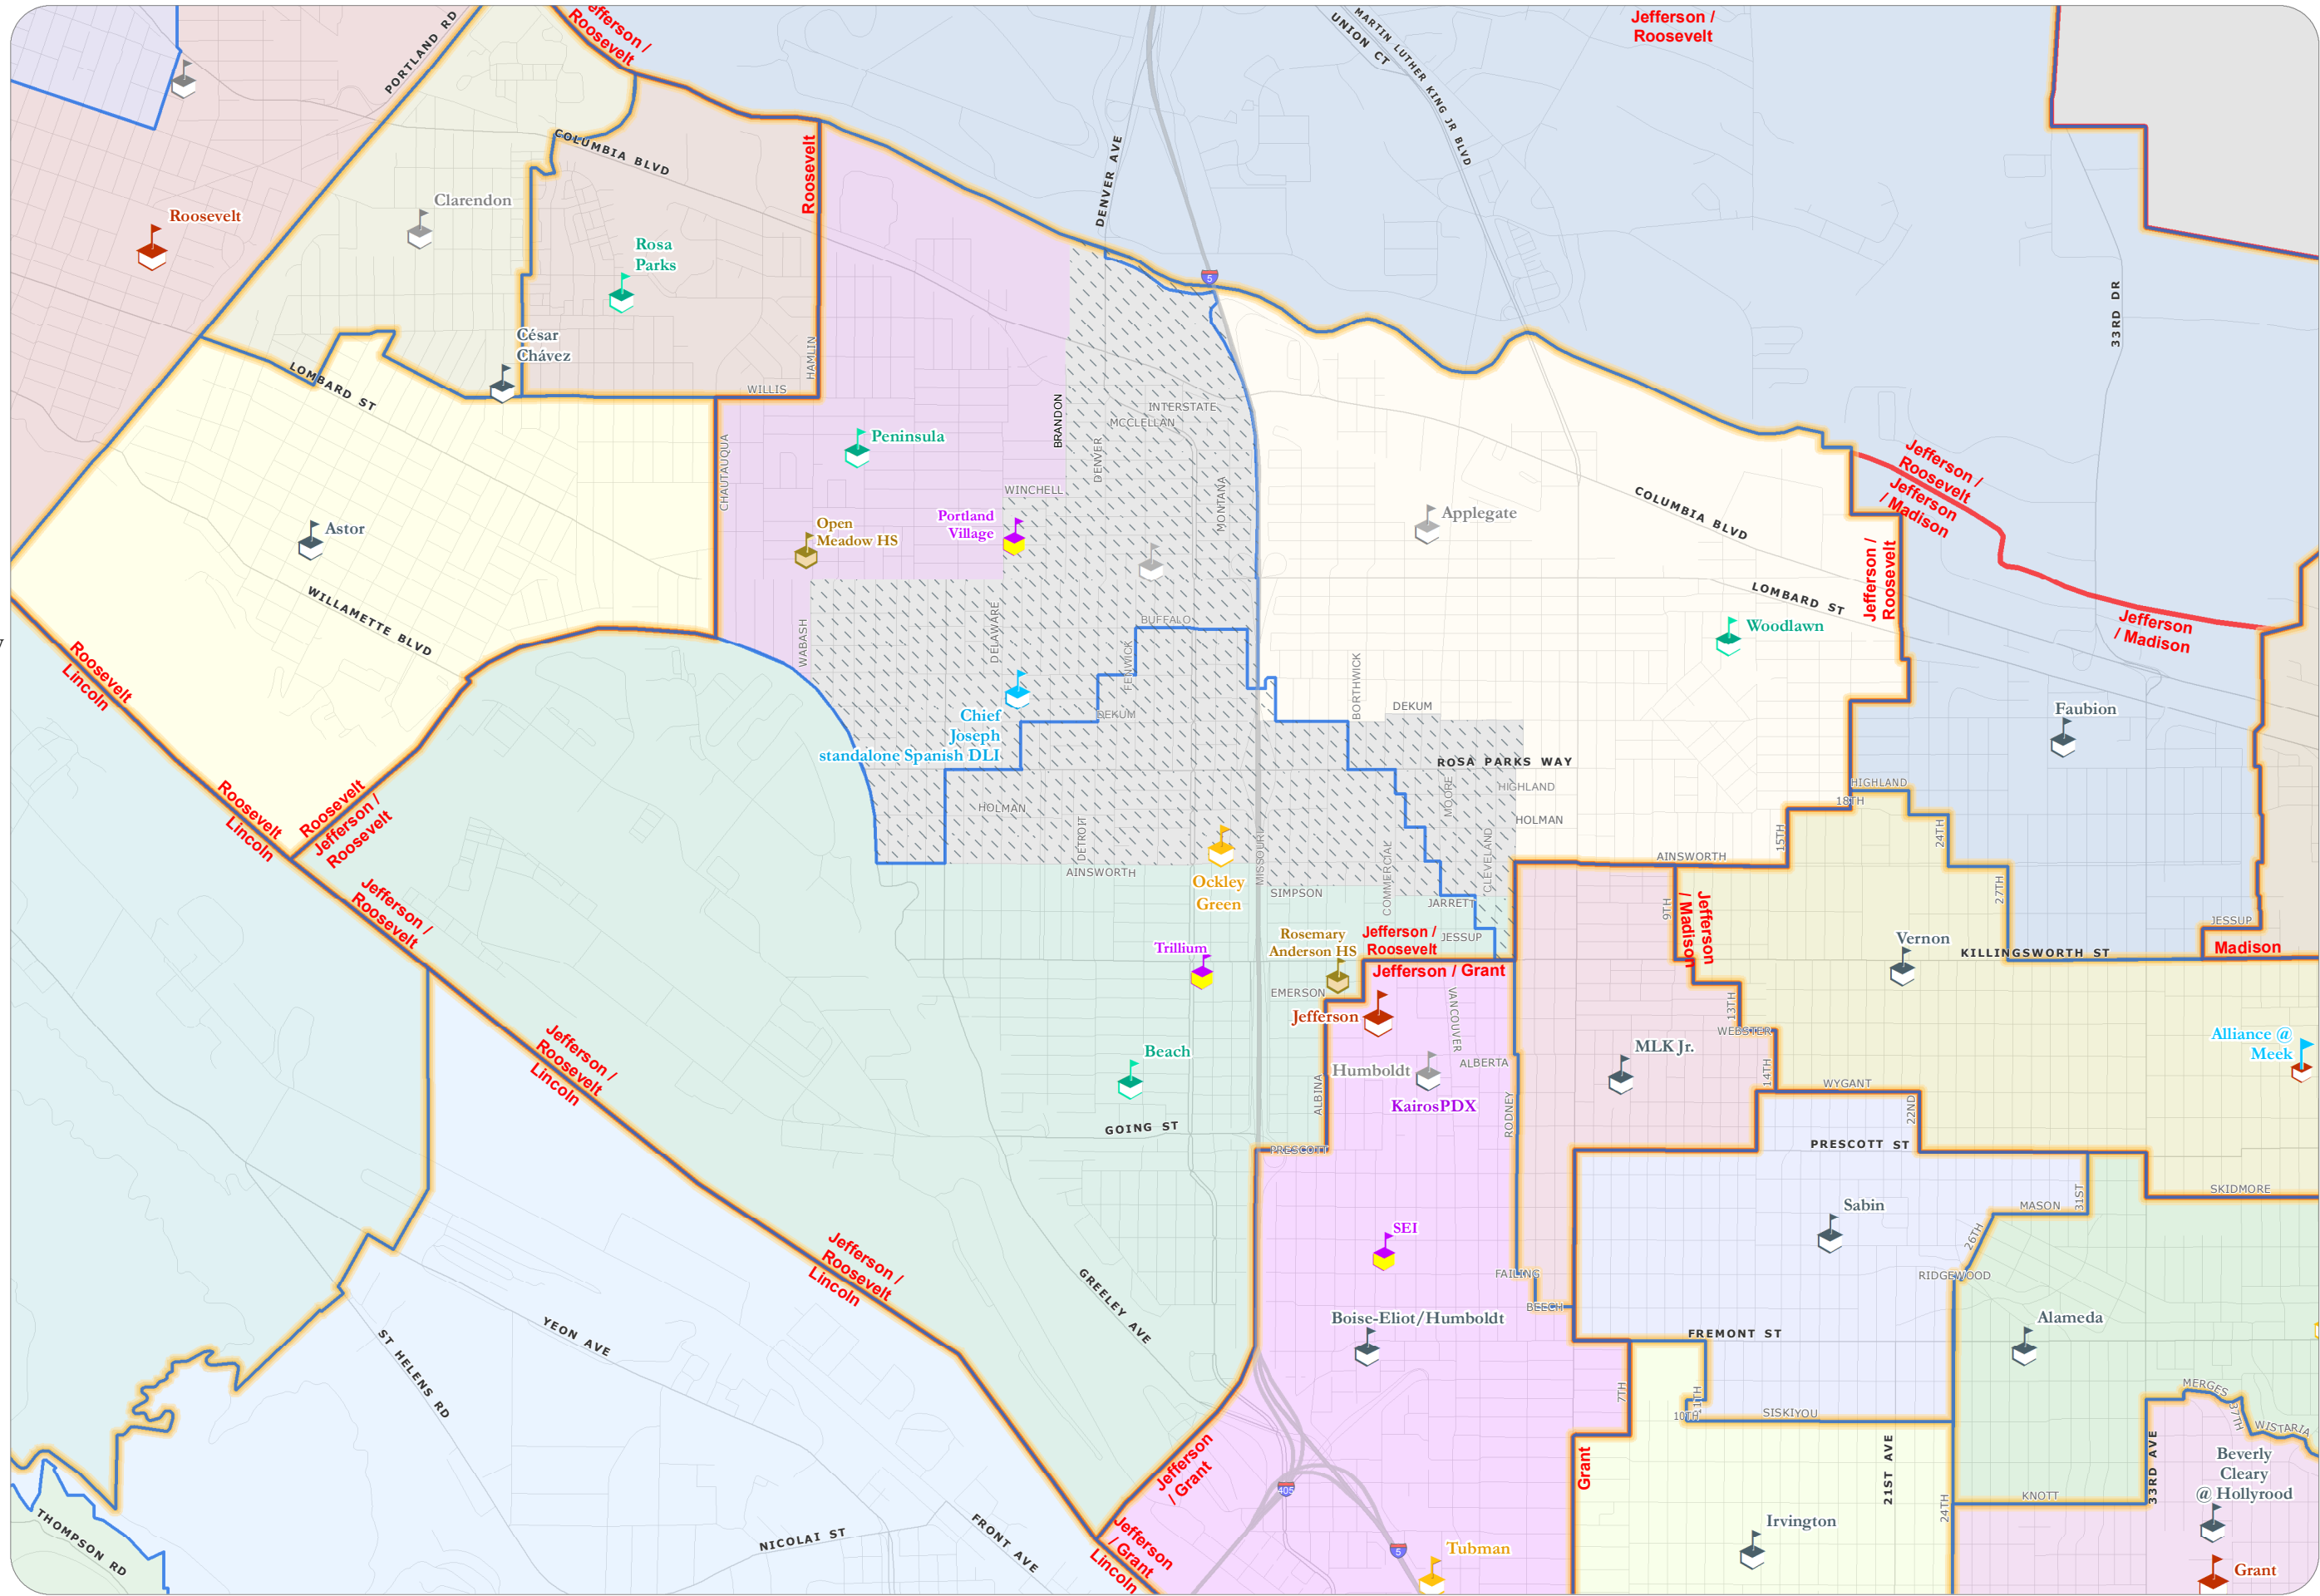 Jefferson /
Roosevelt
PORTLAND RD
UNION CT
MARTIN LUTHER KING JR BLVD
Jefferson /
Roosevelt
COLUMBIA BLVD
Roosevelt
DENVER AVE
Clarendon
Roosevelt
Rosa
Parks
5
33RD DR
César
Chávez
HAMLIN
WILLIS
LOMBARD ST
INTERSTATE
MCCLELLAN
BRANDON
DENVER
Peninsula
CHAUTAUQUA
WINCHELL
MONTANA
Jefferson /
Roosevelt
Jefferson
/ Madison
COLUMBIA BLVD
Applegate
Portland
Village
Open
Meadow HS
Astor
Jefferson /
Roosevelt
LOMBARD ST
WILLAMETTE BLVD
Woodlawn
Jefferson
/ Madison
BUFFALO
WABASH
DELAWARE
FENWICK
BORTHWICK
Roosevelt
Lincoln
Chief
Joseph
standalone Spanish DLI
DEKUM
DEKUM
Faubion
ROSA PARKS WAY
HIGHLAND
HIGHLAND
MOORE
18TH
HOLMAN
HOLMAN
Roosevelt
Lincoln
Roosevelt
Jefferson /
Roosevelt
DETROIT
MISSOURI
15TH
24TH
AINSWORTH
AINSWORTH
CLEVELAND
COMMERCIAL
Ockley
Green
SIMPSON
JARRETT
9TH
Jefferson
/ Madison
27TH
Jefferson /
Roosevelt
JESSUP
JESSUP
Rosemary
Anderson HS
Jefferson /
Roosevelt
Vernon
Madison
KILLINGSWORTH ST
Trillium
Jefferson / Grant
EMERSON
VANCOUVER
13TH
Jefferson
WEBSTER
Alliance @
Meek
Jefferson /
Roosevelt
Lincoln
Beach
MLK Jr.
ALBERTA
Humboldt
14TH
WYGANT
ALBINA
KairosPDX
RODNEY
22ND
GOING ST
PRESCOTT
PRESCOTT ST
31ST
SKIDMORE
MASON
Sabin
SEI
26TH
Jefferson /
Roosevelt
Lincoln
GREELEY AVE
FAILING
RIDGEWOOD
BEECH
Boise-Eliot/Humboldt
Alameda
YEON AVE
ST HELENS RD
FREMONT ST
7TH
11TH
10TH
SISKIYOU
MERGES
37TH
WISTARIA
Jefferson
/ Grant
Grant
21ST AVE
33RD AVE
Beverly
Cleary
@ Hollyrood
405
KNOTT
24TH
THOMPSON RD
NICOLAI ST
FRONT AVE
Jefferson
/ Grant
Lincoln
5
Tubman
Irvington
Grant